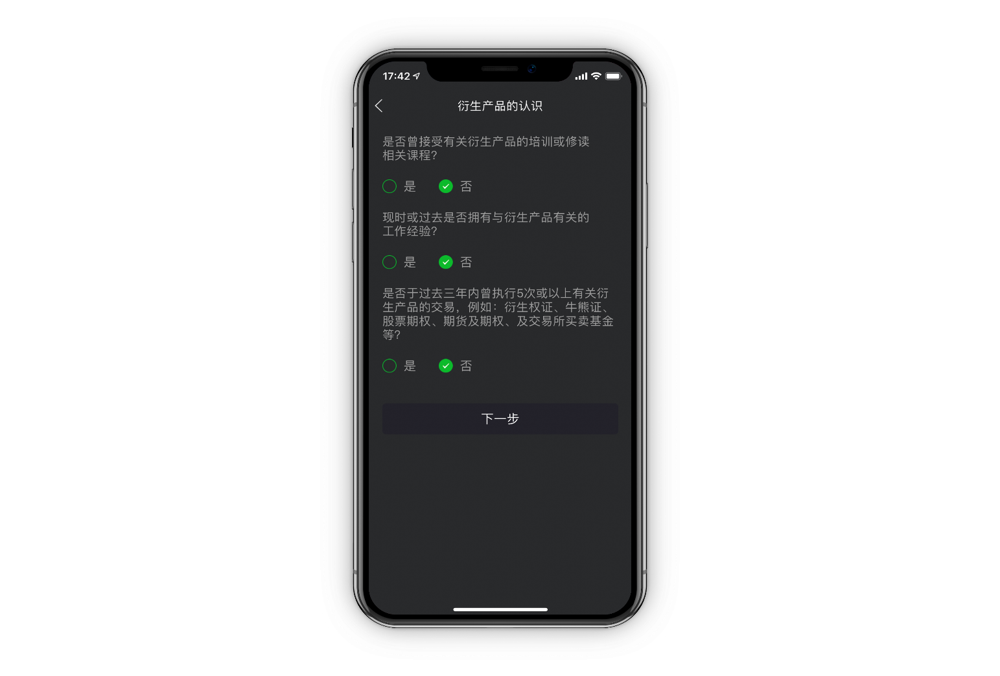 17:42
衍生产品的认识
是否曾接受有关衍生产品的培训或修读
相关课程?
是 否
现时或过去是否拥有与衍生产品有关的
工作经验?
是 否
是否于过去三年内曾执行5次或以上有关衍
生产品的交易，例如：衍生权证、牛熊证、
股票期权、期货及期权、及交易所买卖基金
等?
是 否
下一步